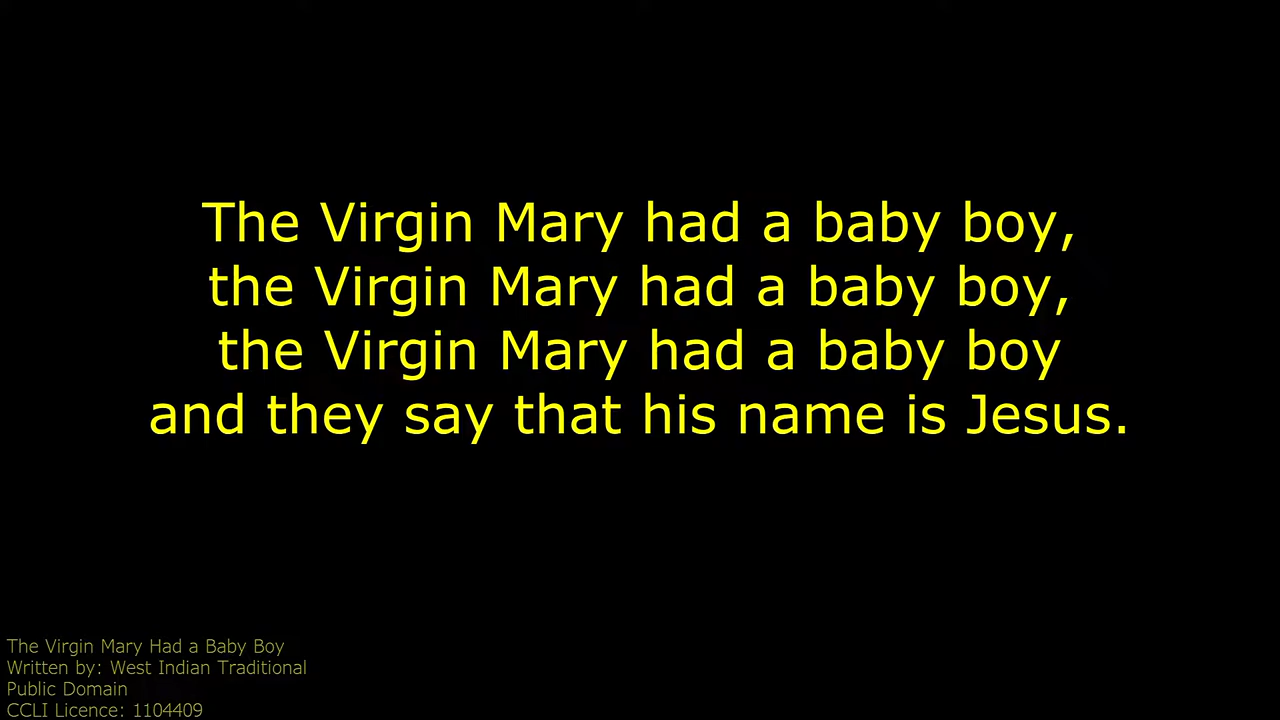 The Virgin Mary had a baby boy,
the Virgin Mary had a baby boy,
the Virgin Mary had a baby boy
and they say that his name is Jesus.
The Virgin Mary Had a Baby Boy
Written by: West Indian Traditional
Public Domain
CCLI Licence: 1104409